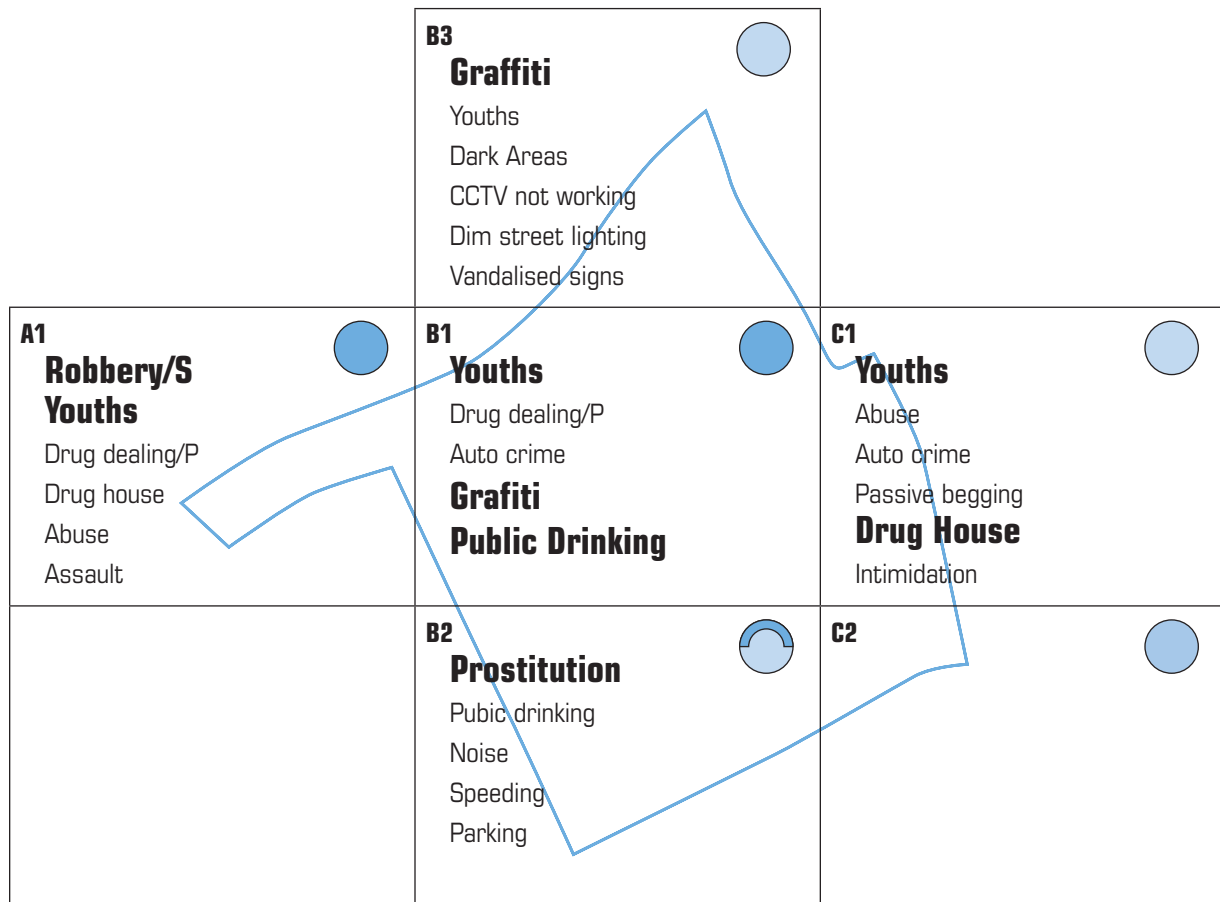 B3
Graffiti
Youths
Dark Areas
CCTV not working
Dim street lighting
Vandalised signs
A1
Robbery/S
Youths
Drug dealing/P
Drug house
Abuse
Assault
B1
Youths
Drug dealing/P
Auto crime
Grafiti
Public Drinking
C1
Youths
Abuse
Auto crime
Passive begging
Drug House
Intimidation
B2
Prostitution
Pubic drinking
Noise
Speeding
Parking
C2